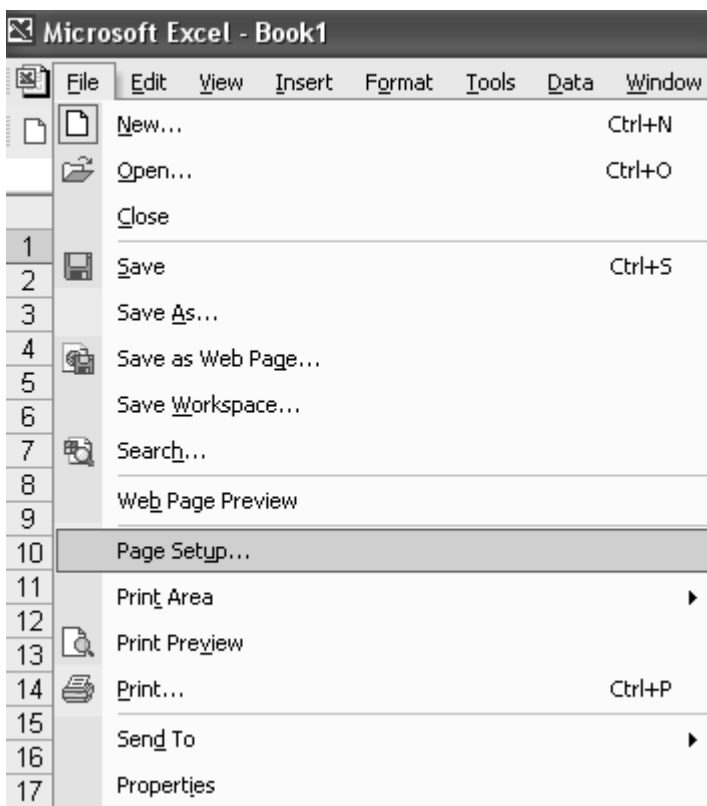 Microsoft Excel - Book1
File Edit View Insert Format Tools Data Window
New... Ctrl+N
Open... Ctrl+O
Close
1
Save Ctrl+S
2
3 Save As...
4 Save as Web Page...
5
6 Save Workspace...
7 Search...
8
Web Page Preview
9
10 Page Setup...
11 Print Area
12
13 Print Preview
14 Print... Ctrl+P
15
Send To
16
17 Properties